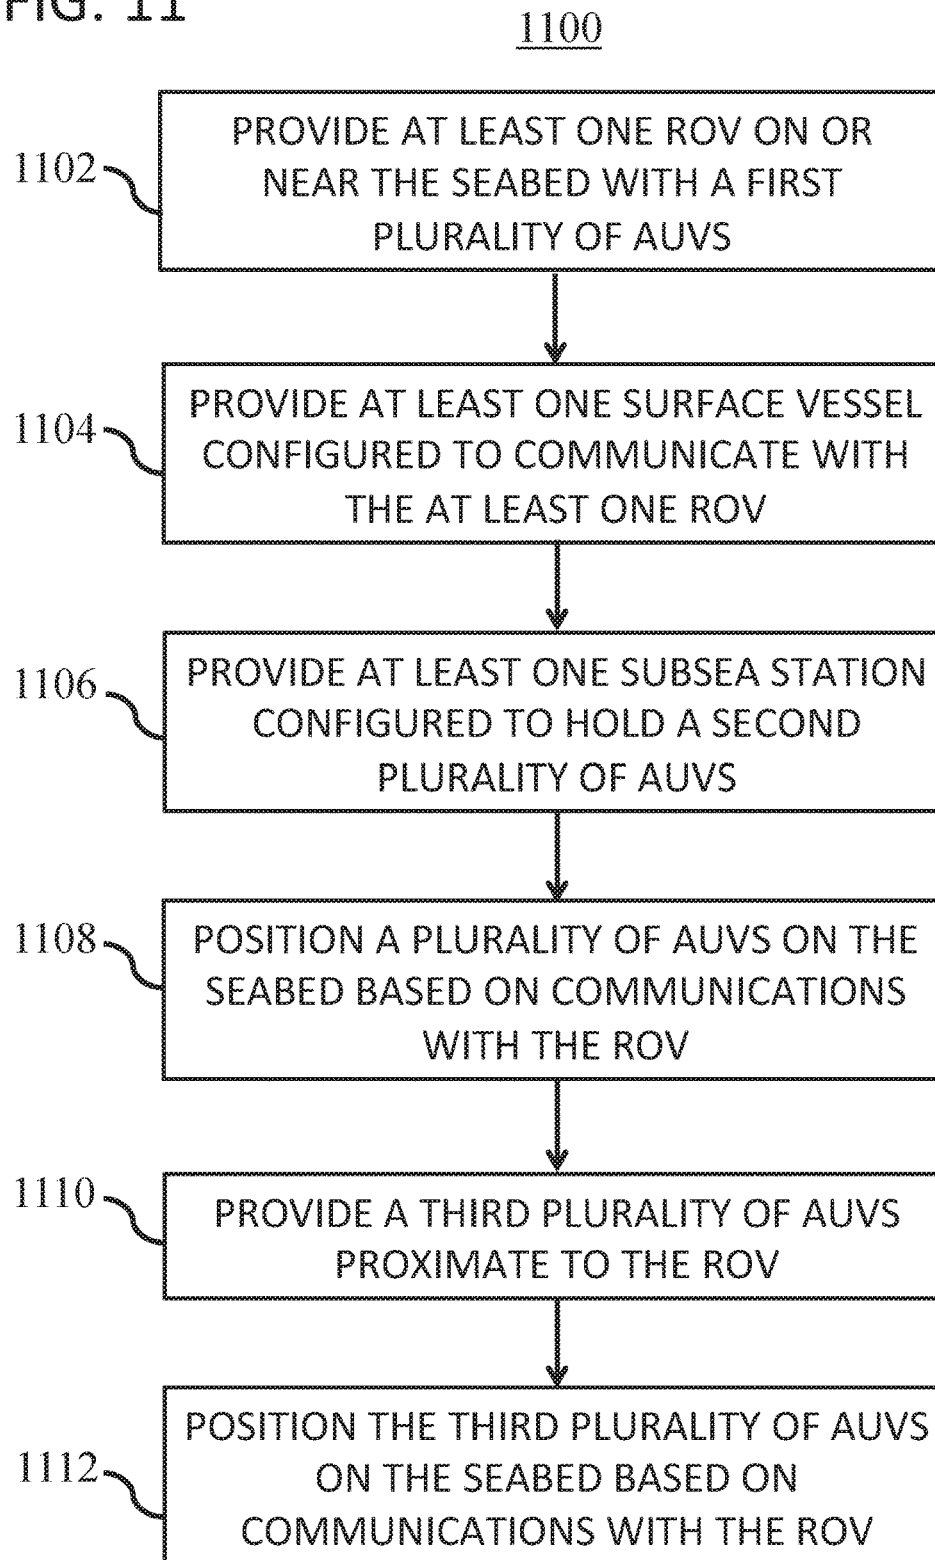 FIG. 11
1100
1102
PROVIDE AT LEAST ONE ROV ON OR
NEAR THE SEABED WITH A FIRST
PLURALITY OF AUVS
1104
PROVIDE AT LEAST ONE SURFACE VESSEL
CONFIGURED TO COMMUNICATE WITH
THE AT LEAST ONE ROV
1106
PROVIDE AT LEAST ONE SUBSEA STATION
CONFIGURED TO HOLD A SECOND
PLURALITY OF AUVS
1108
POSITION A PLURALITY OF AUVS ON THE
SEABED BASED ON COMMUNICATIONS
WITH THE ROV
1110
PROVIDE A THIRD PLURALITY OF AUVS
PROXIMATE TO THE ROV
1112
POSITION THE THIRD PLURALITY OF AUVS
ON THE SEABED BASED ON
COMMUNICATIONS WITH THE ROV